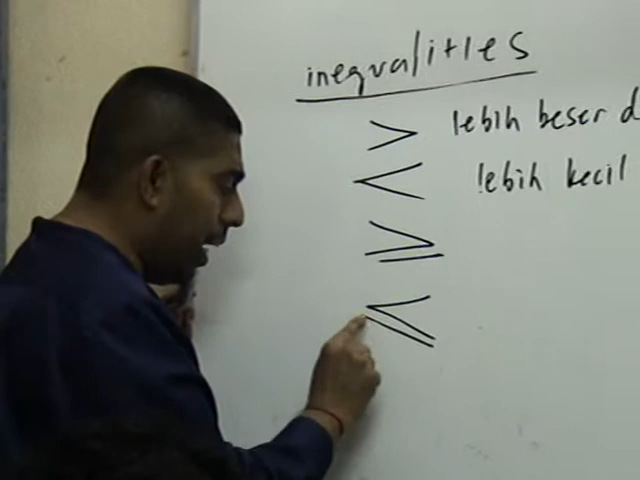 inequalities
> lebih besar d
< lebih kecil
≥
≤